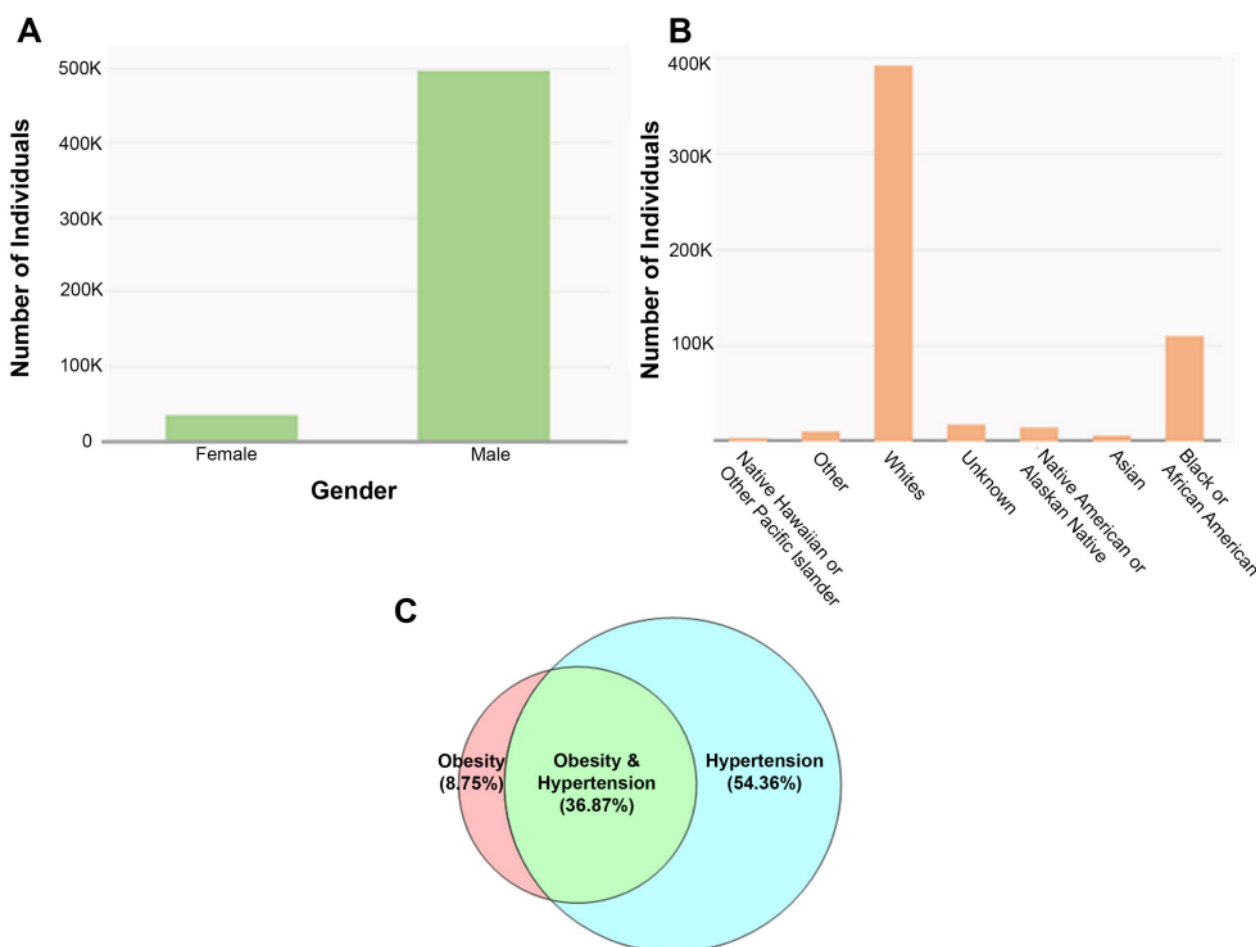 A
Number of Individuals
500K
400K
300K
200K
100K
0
Female
Male
Gender
B
Number of Individuals
400K
300K
200K
100K
Native Hawaiian or
Other Pacific Islander
Other
Whites
Unknown
Native American or
Alaskan Native
Asian
Black or
African American
C
Obesity
(8.75%)
Obesity &
Hypertension
(36.87%)
Hypertension
(54.36%)